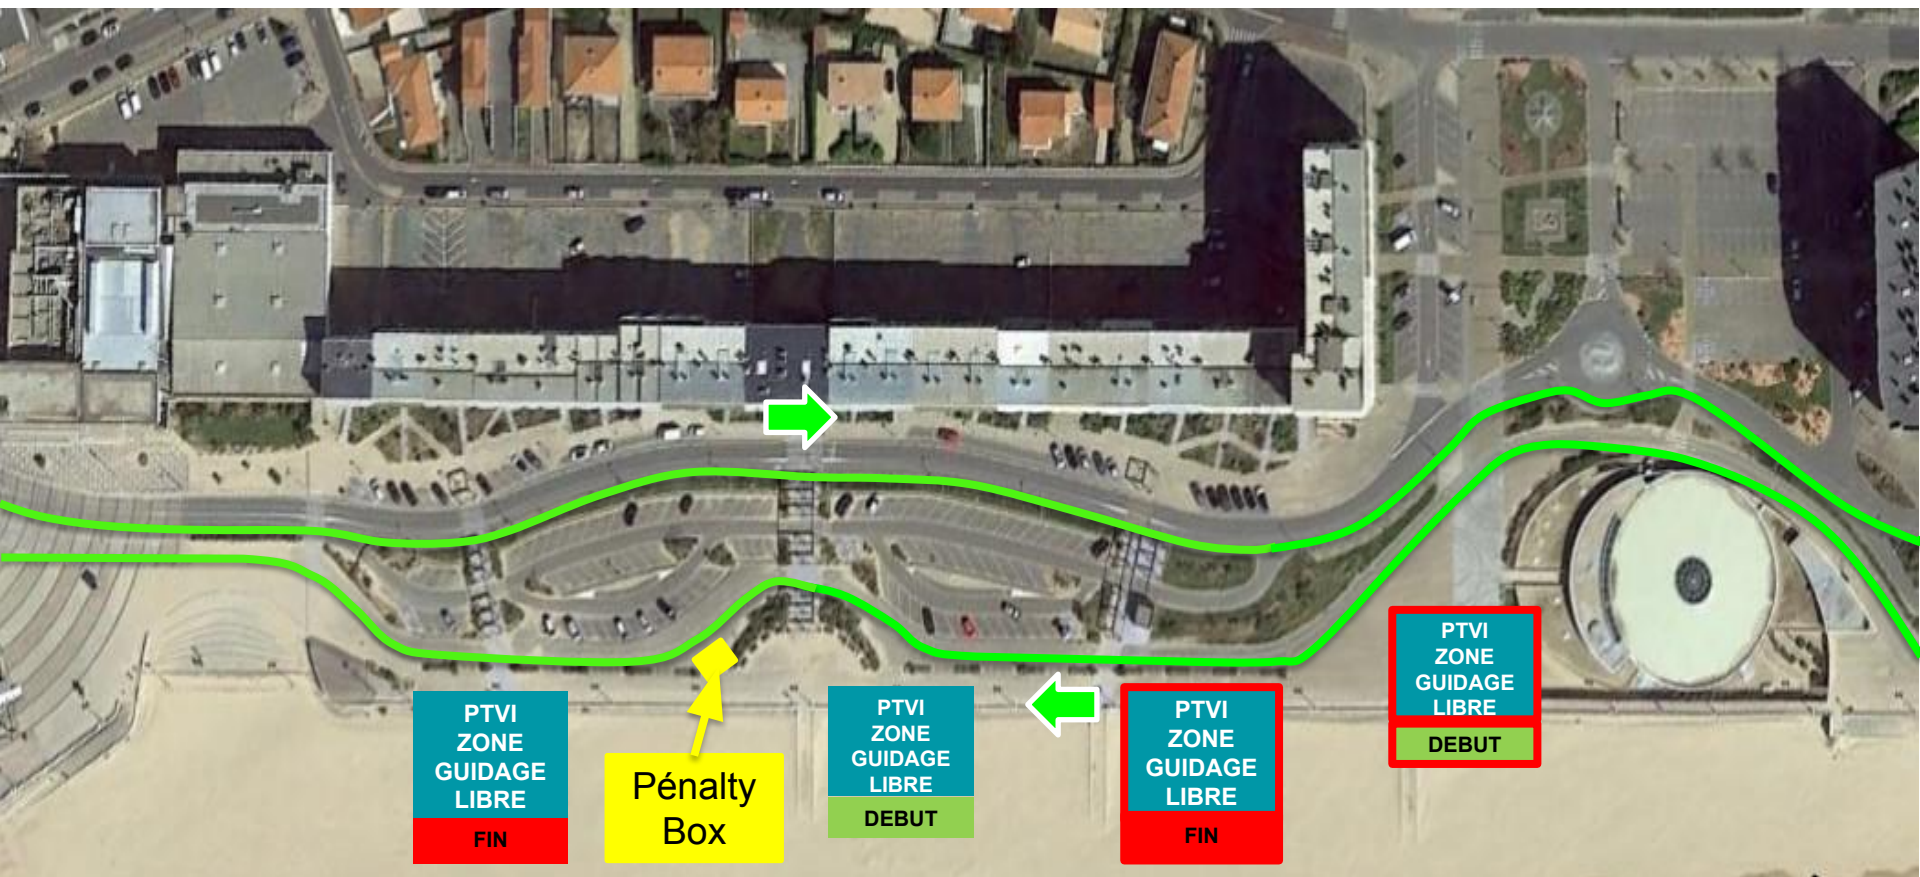 PTVI
ZONE
GUIDAGE
LIBRE
FIN
Pénalty
Box
PTVI
ZONE
GUIDAGE
LIBRE
DEBUT
PTVI
ZONE
GUIDAGE
LIBRE
FIN
PTVI
ZONE
GUIDAGE
LIBRE
DEBUT